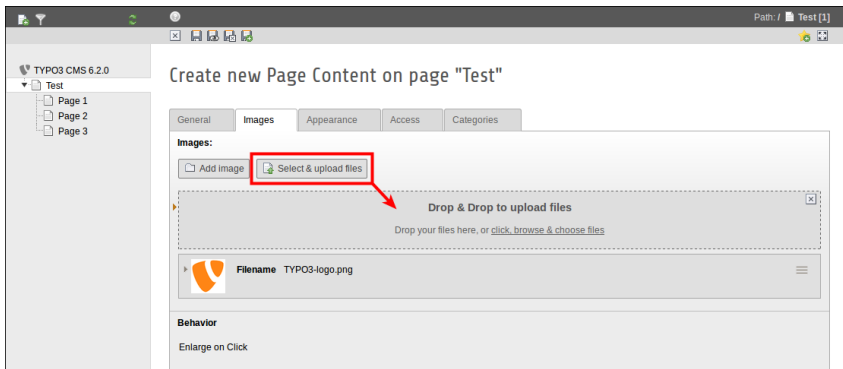 Path: / Test [1]
TYPO3 CMS 6.2.0
Test
Page 1
Page 2
Page 3
Create new Page Content on page "Test"
General Images Appearance Access Categories
Images:
Add image Select & upload files
Drop & Drop to upload files
Drop your files here, or click, browse & choose files
Filename TYPO3-logo.png
Behavior
Enlarge on Click